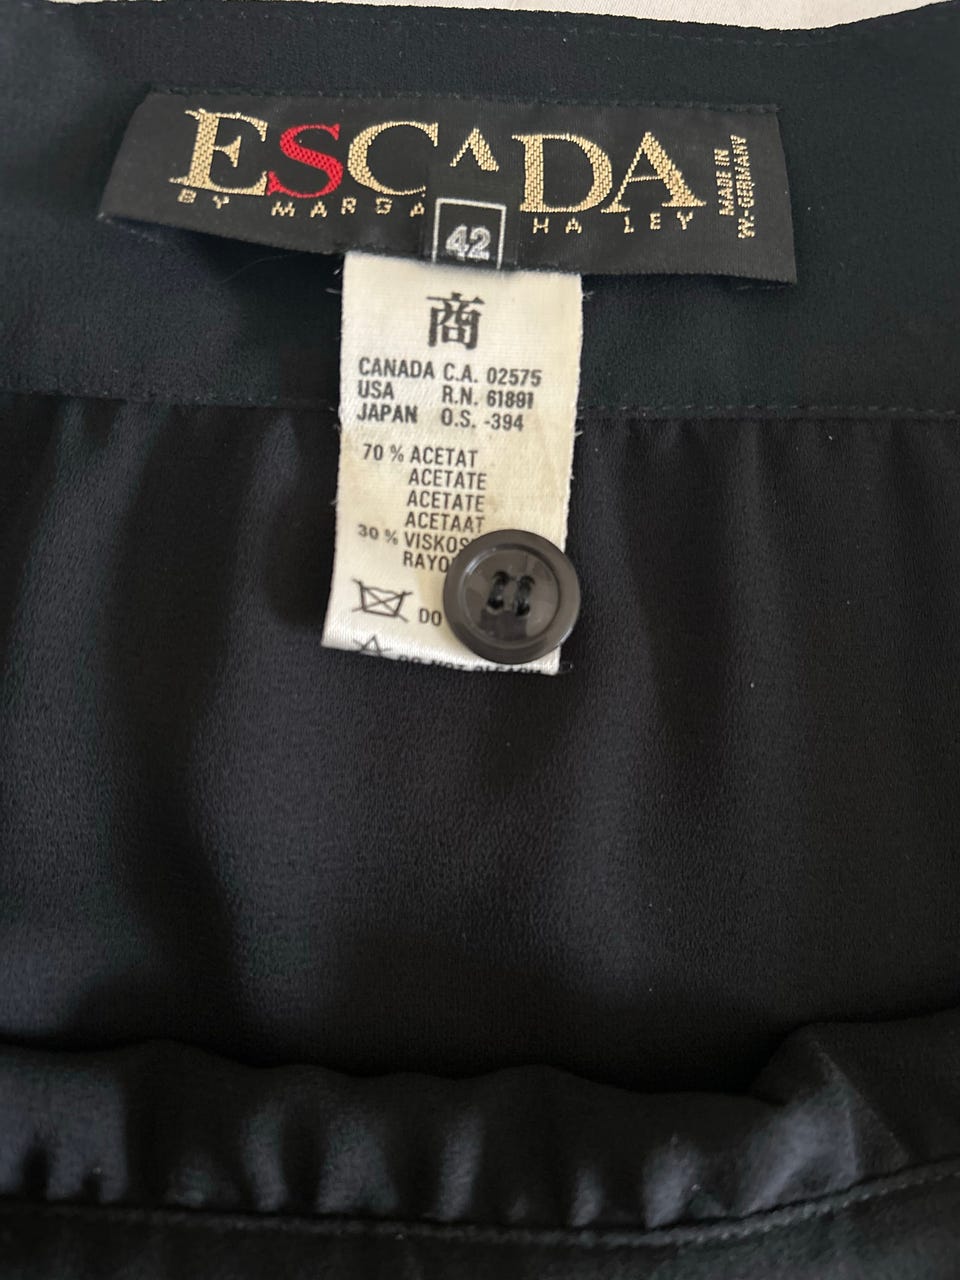 ESCADA
BY MARGA HA LEY
MADE IN
W.-GERMANY
42
商
CANADA C.A. 02575
USA R.N. 61891
JAPAN O.S. -394
70 % ACETAT
ACETATE
ACETATE
ACETAAT
30 % VISKOS
RAYO
DO